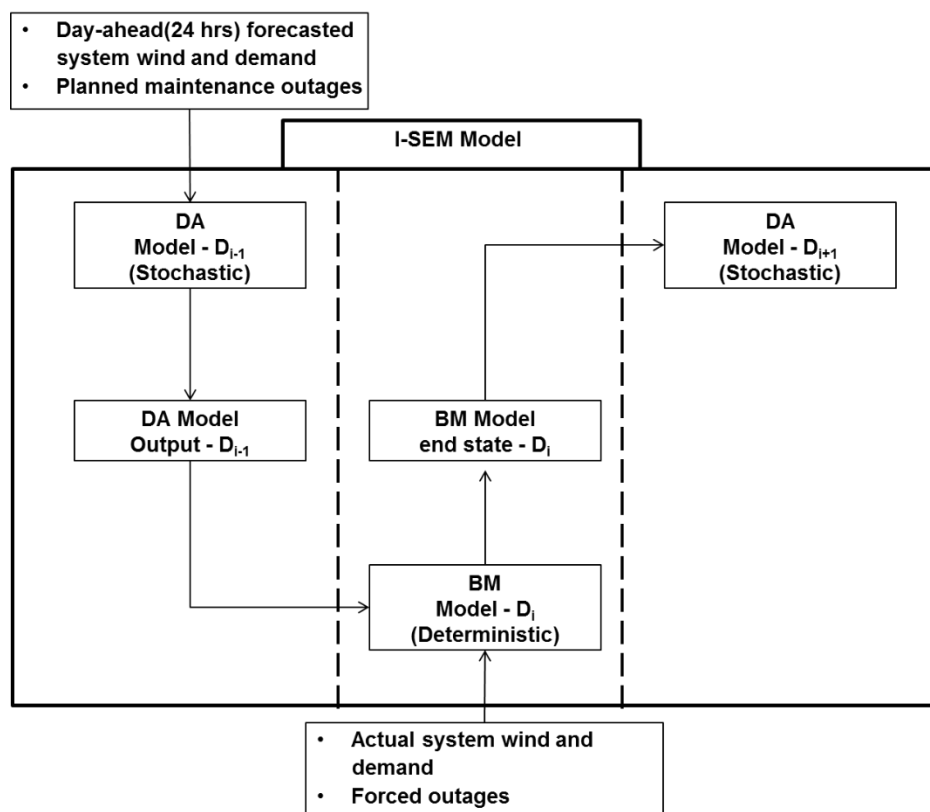 • Day-ahead(24 hrs) forecasted
system wind and demand
• Planned maintenance outages
I-SEM Model
DA
Model - Di-1
(Stochastic)
DA
Model - Di+1
(Stochastic)
DA Model
Output - Di-1
BM Model
end state - Di
BM
Model - Di
(Deterministic)
• Actual system wind and
demand
• Forced outages